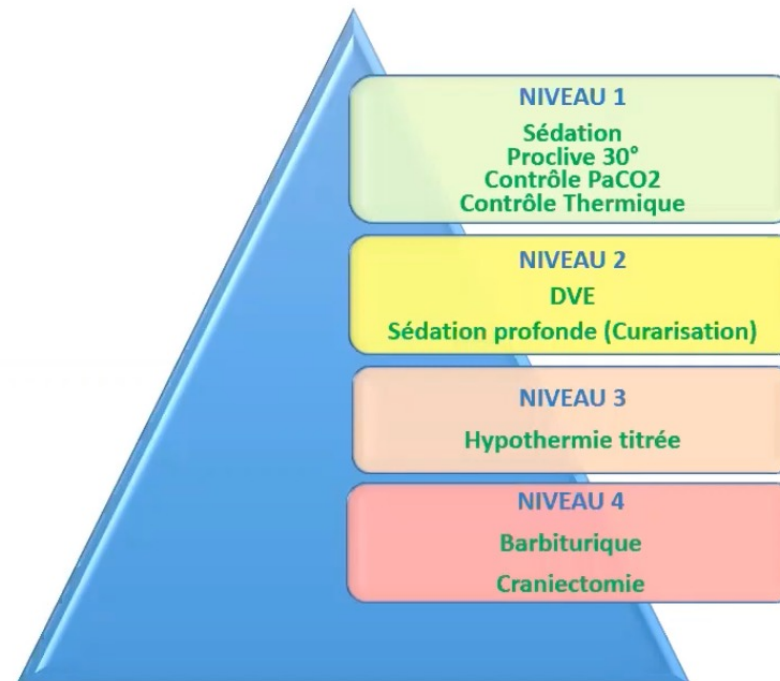 NIVEAU 1
Sédation
Proclive 30°
Contrôle PaCO2
Contrôle Thermique
NIVEAU 2
DVE
Sédation profonde (Curarisation)
NIVEAU 3
Hypothermie titrée
NIVEAU 4
Barbiturique
Craniectomie